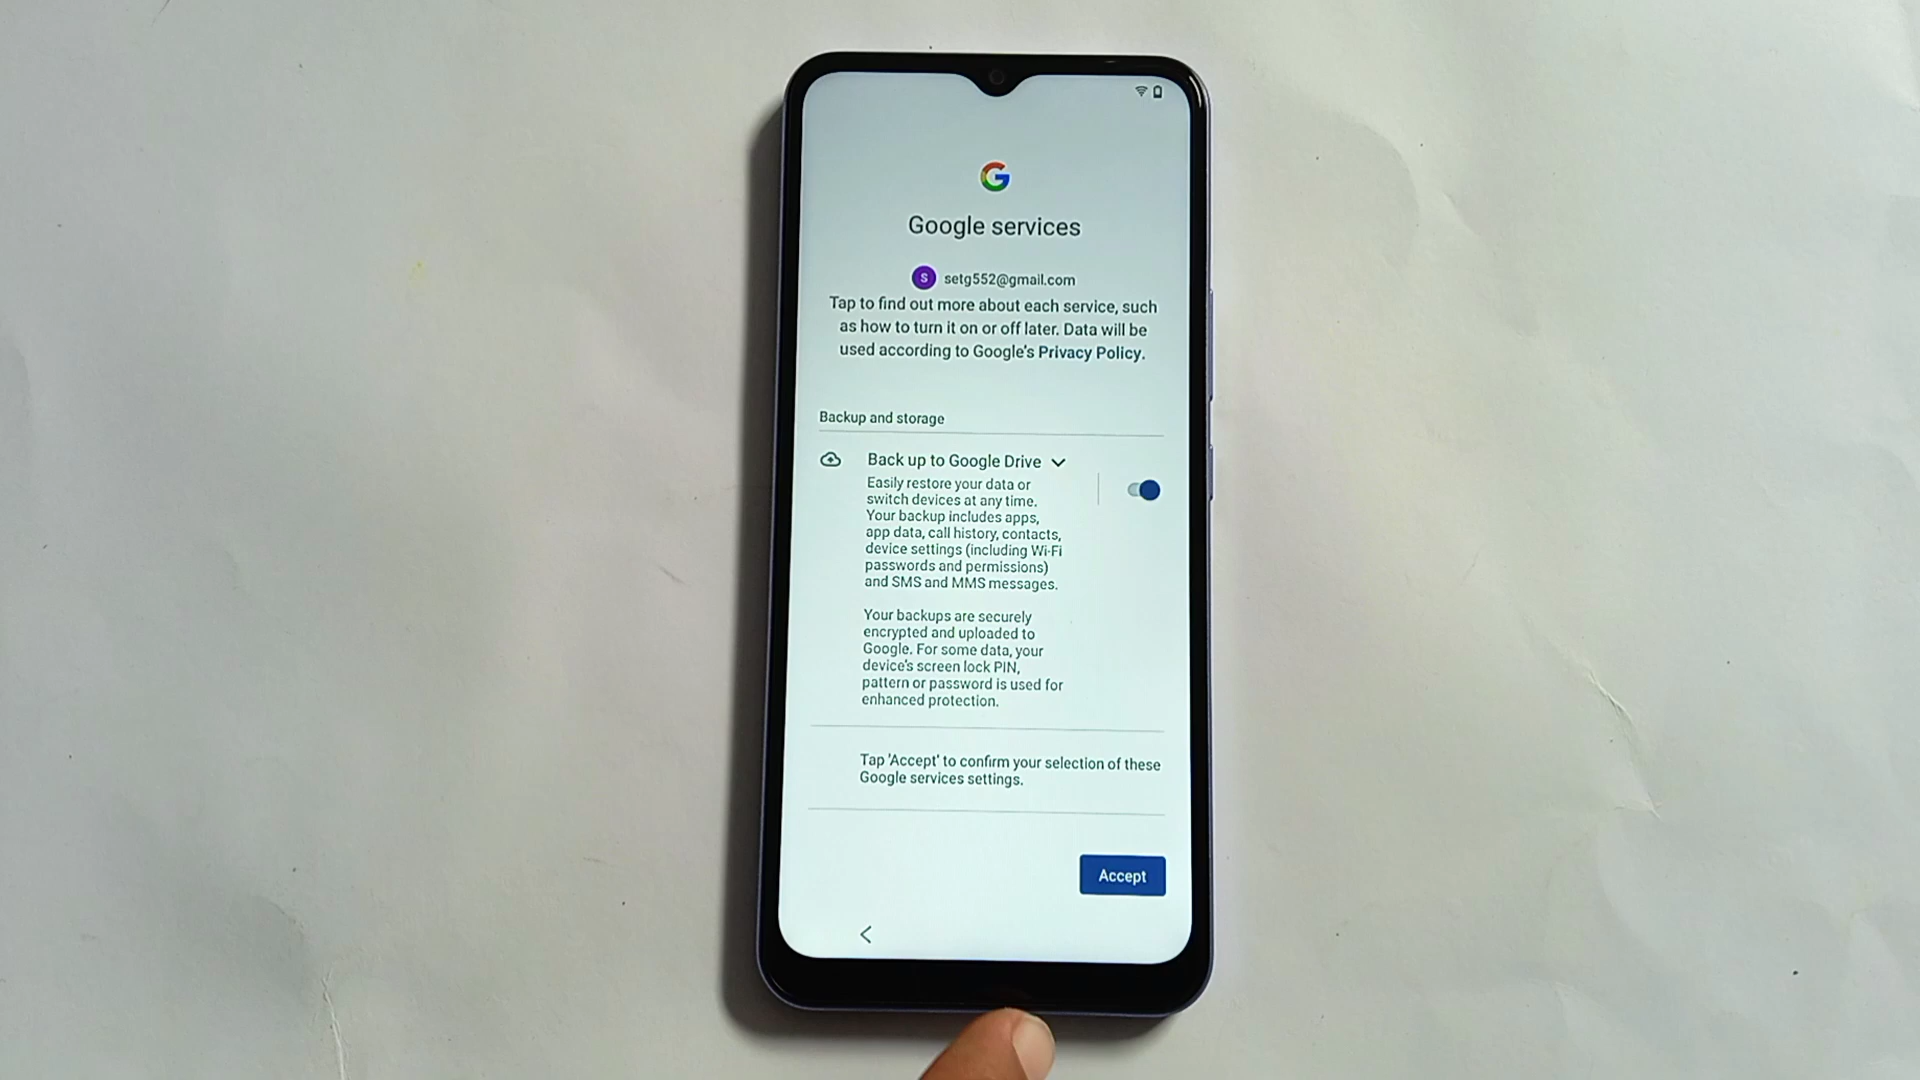 Google services
S setg552@gmail.com
Tap to find out more about each service, such
as how to turn it on or off later. Data will be
used according to Google's Privacy Policy.
Backup and storage
Back up to Google Drive
Easily restore your data or
switch devices at any time.
Your backup includes apps,
app data, call history, contacts,
device settings (including Wi-Fi
passwords and permissions)
and SMS and MMS messages.
Your backups are securely
encrypted and uploaded to
Google. For some data, your
device's screen lock PIN,
pattern or password is used for
enhanced protection.
Tap 'Accept' to confirm your selection of these
Google services settings.
Accept